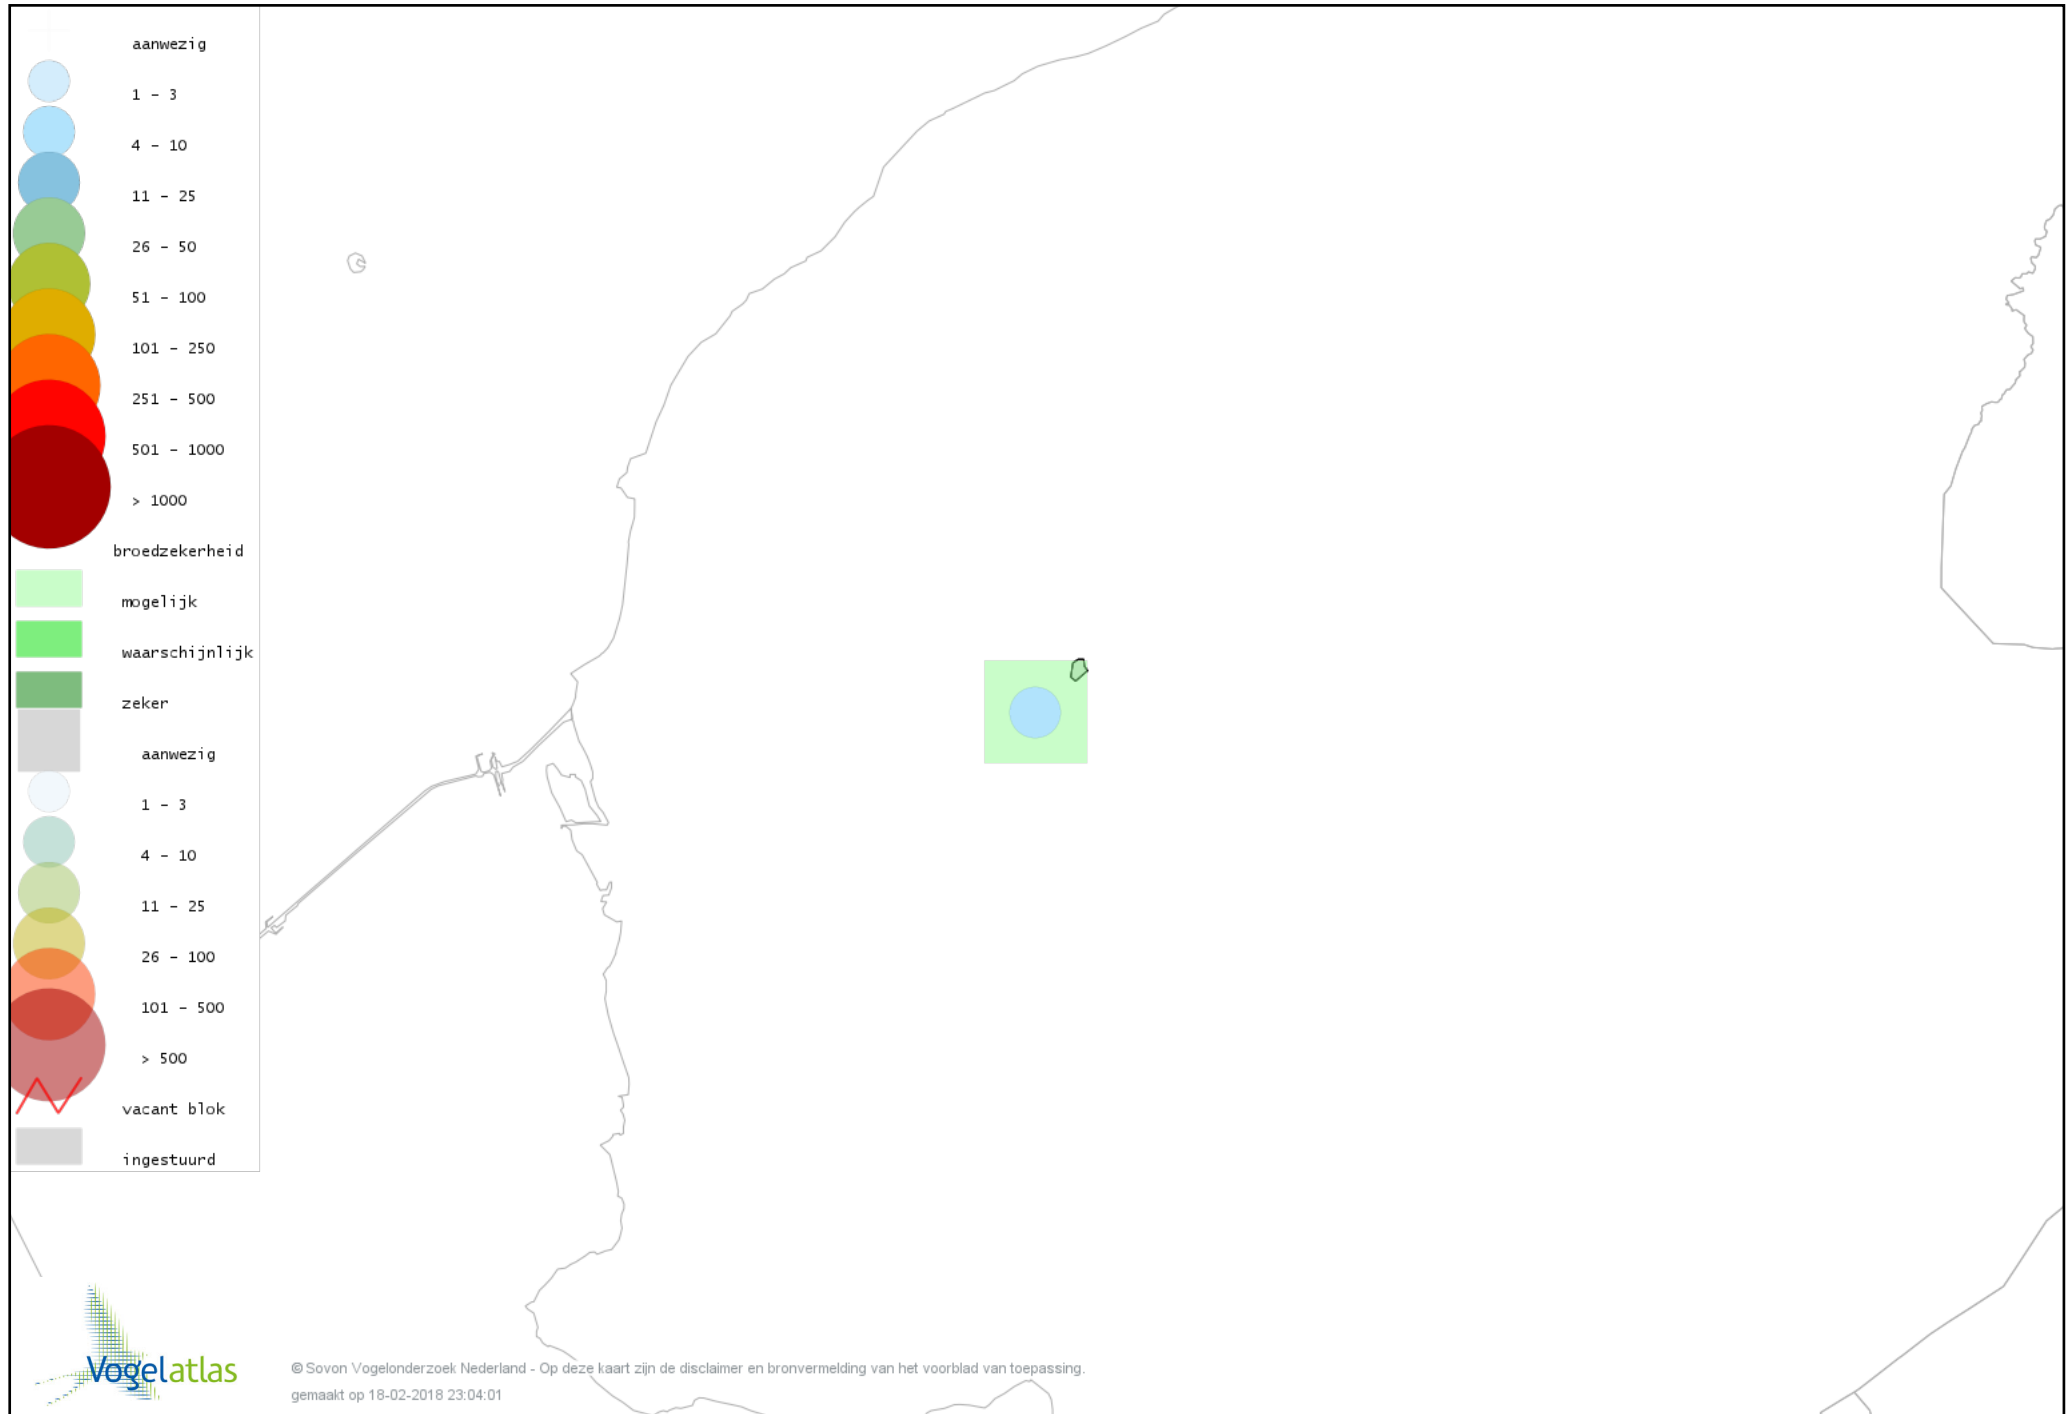 aanwezig
1 - 3
4 - 10
11 - 25
26 - 50
51 - 100
101 - 250
251 - 500
501 - 1000
> 1000
broedzekerheid
mogelijk
waarschijnlijk
zeker
aanwezig
1 - 3
4 - 10
11 - 25
26 - 100
101 - 500
> 500
vacant blok
ingestuurd
Vogelatlas
© Sovon Vogelonderzoek Nederland - Op deze kaart zijn de disclaimer en bronvermelding van het voorblad van toepassing.
gemaakt op 18-02-2018 23:04:01